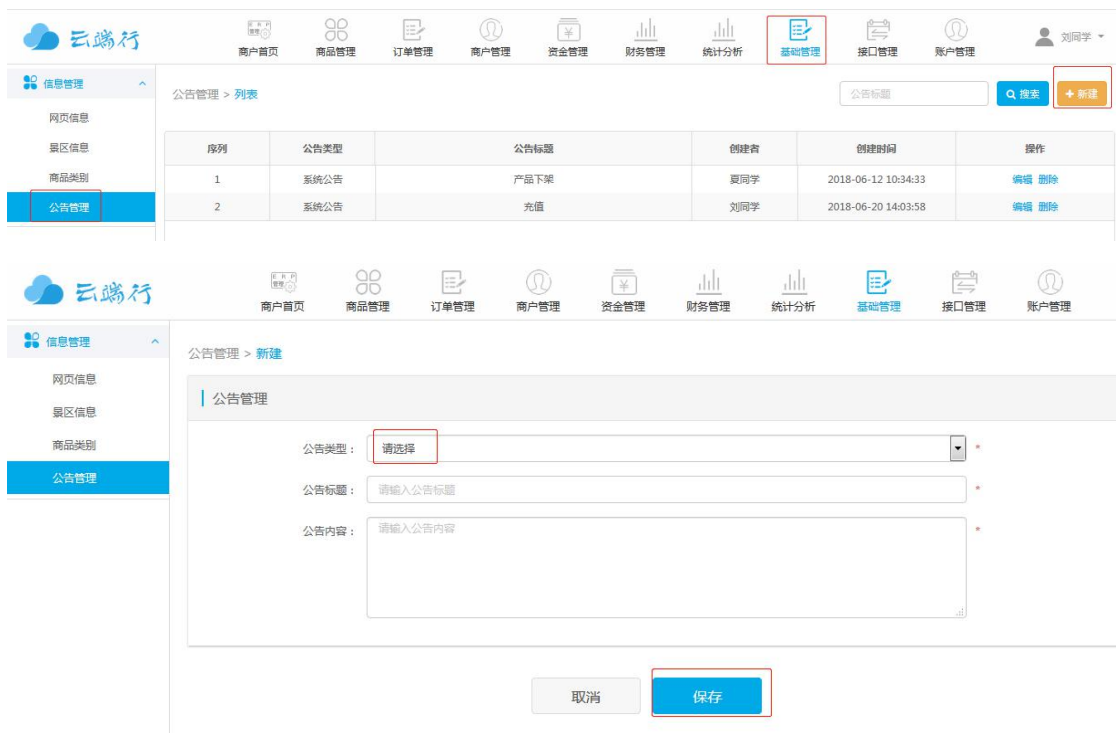 云端行
商户首页 商品管理 订单管理 商户管理 资金管理 财务管理 统计分析 基础管理 接口管理 账户管理
刘同学
信息管理
网页信息
景区信息
商品类别
公告管理
公告管理 > 列表
公告标题
搜索
+ 新建
序列 公告类型 公告标题 创建者 创建时间 操作
1 系统公告 产品下架 夏同学 2018-06-12 10:34:33 编辑 删除
2 系统公告 充值 刘同学 2018-06-20 14:03:58 编辑 删除
云端行
商户首页 商品管理 订单管理 商户管理 资金管理 财务管理 统计分析 基础管理 接口管理 账户管理
信息管理
网页信息
景区信息
商品类别
公告管理
公告管理 > 新建
公告管理
公告类型: 请选择 *
公告标题: 请输入公告标题 *
公告内容: 请输入公告内容 *
取消
保存